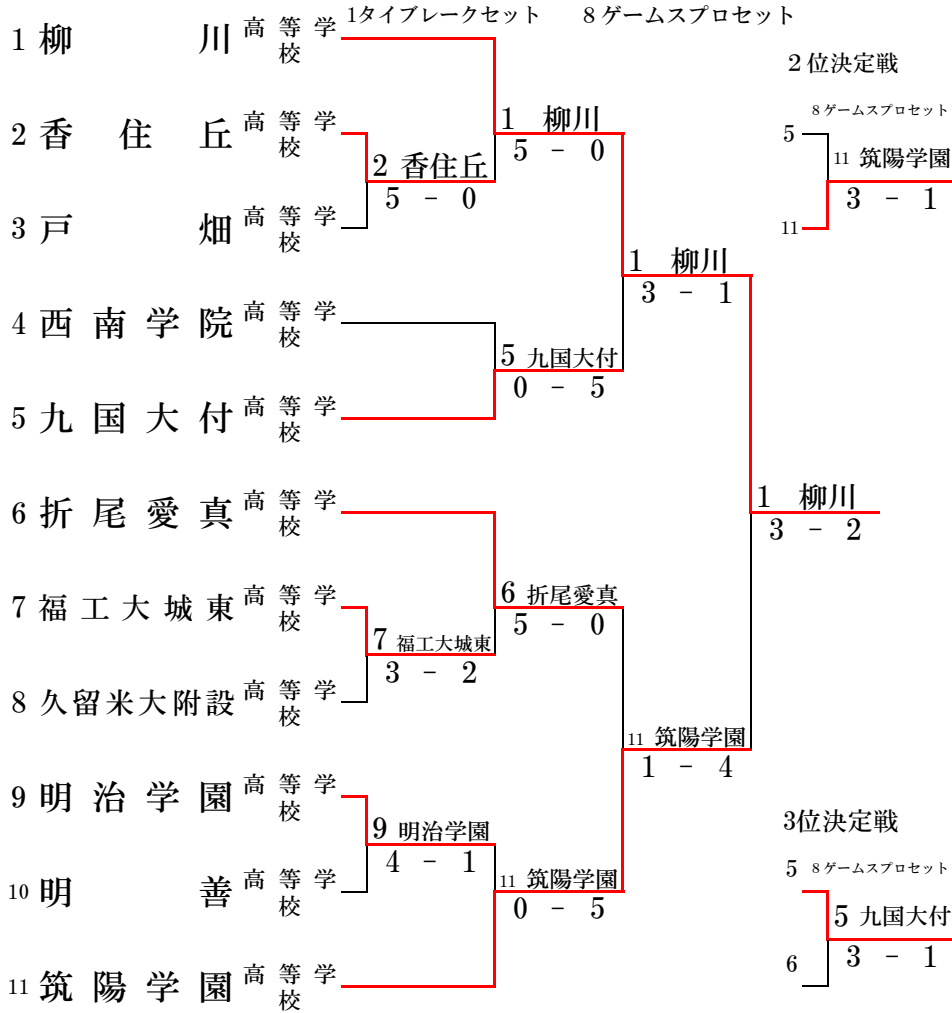 1タイブレークセット
８ゲームスプロセット
1 柳川 高等学校
2 香住丘 高等学校
3 戸畑 高等学校
4 西南学院 高等学校
5 九国大付 高等学校
6 折尾愛真 高等学校
7 福工大城東 高等学校
8 久留米大附設 高等学校
9 明治学園 高等学校
10 明善 高等学校
11 筑陽学園 高等学校
2 香住丘
5 － 0
7 福工大城東
3 － 2
9 明治学園
4 － 1
1 柳川
5 － 0
5 九国大付
0 － 5
6 折尾愛真
5 － 0
11 筑陽学園
0 － 5
1 柳川
3 － 1
11 筑陽学園
1 － 4
1 柳川
3 － 2
２位決定戦
８ゲームスプロセット
5
11 筑陽学園
3 － 1
11
3位決定戦
5 ８ゲームスプロセット
5 九国大付
3 － 1
6